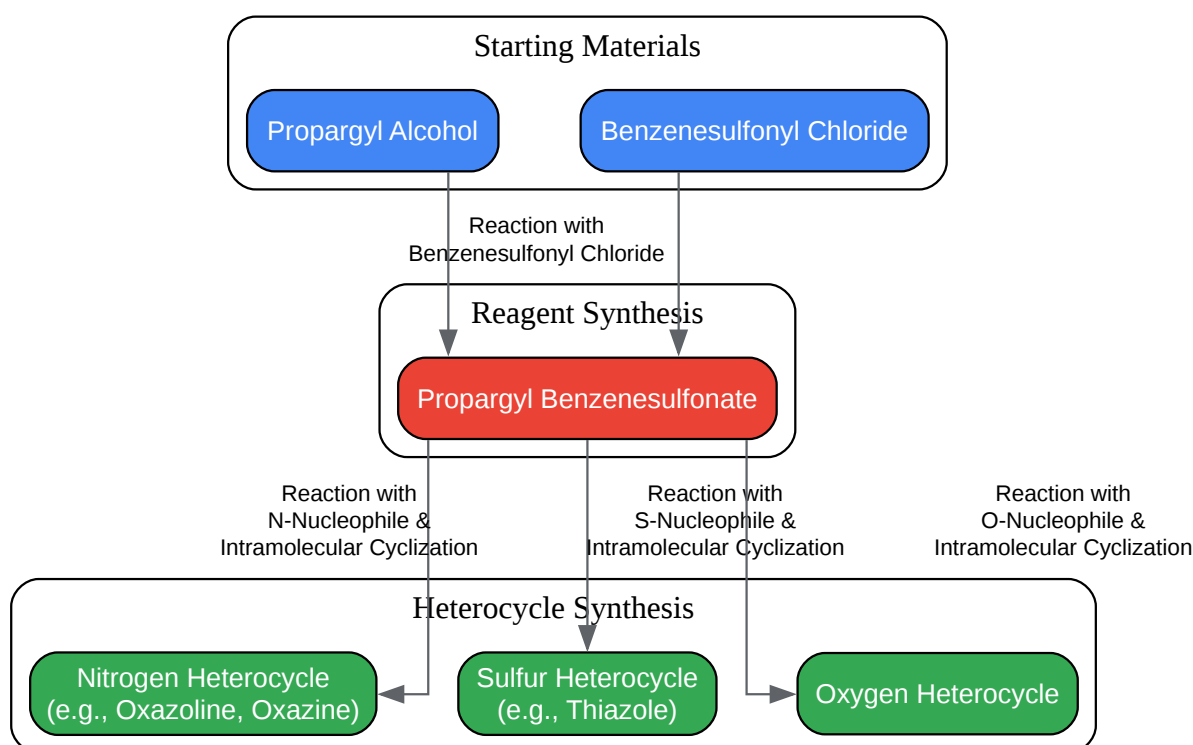 Starting Materials
Propargyl Alcohol
Benzenesulfonyl Chloride
Reaction with
Benzenesulfonyl Chloride
Reagent Synthesis
Propargyl Benzenesulfonate
Reaction with
N-Nucleophile &
Intramolecular Cyclization
Reaction with
S-Nucleophile &
Intramolecular Cyclization
Reaction with
O-Nucleophile &
Intramolecular Cyclization
Heterocycle Synthesis
Nitrogen Heterocycle
(e.g., Oxazoline, Oxazine)
Sulfur Heterocycle
(e.g., Thiazole)
Oxygen Heterocycle